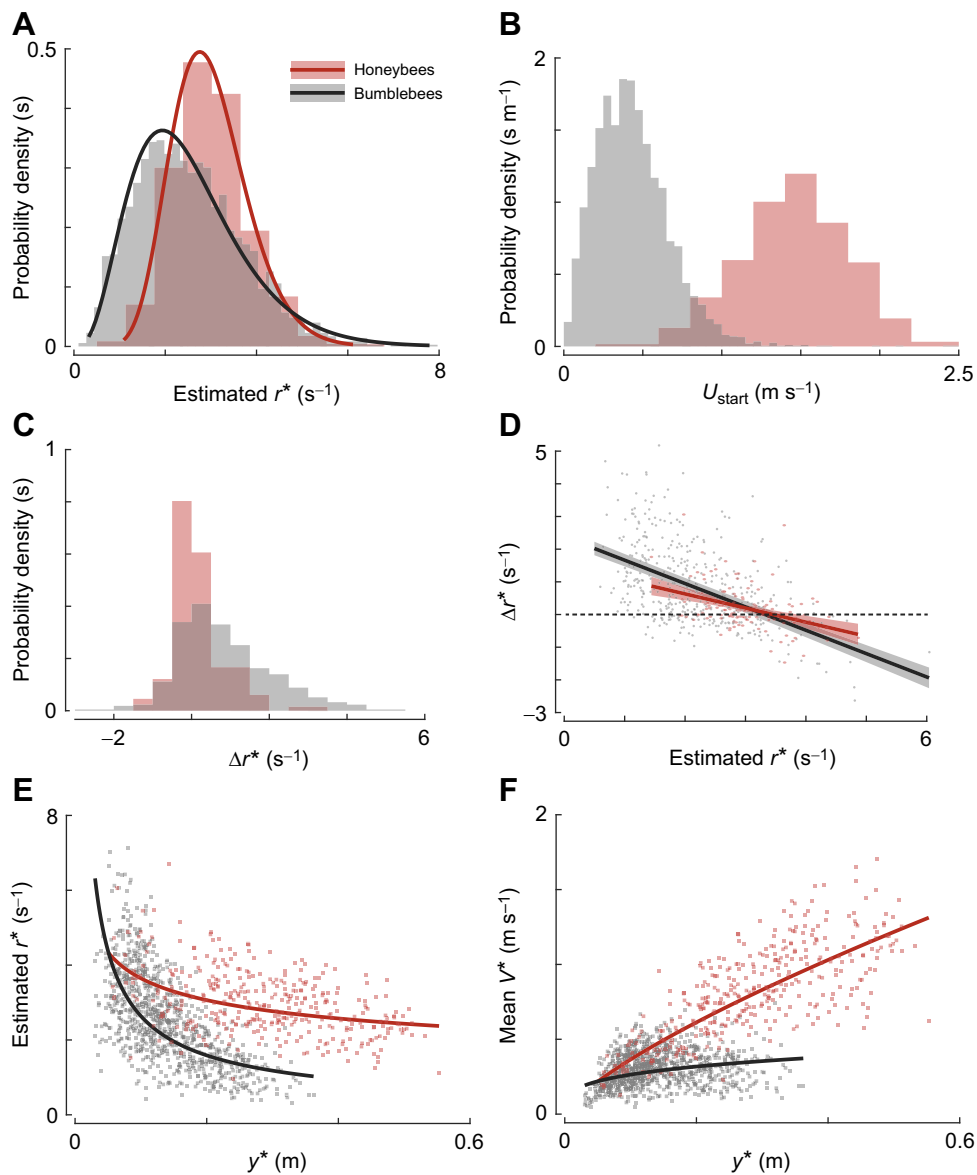 A
0.5
Honeybees
Bumblebees
Probability density (s)
0
0
8
Estimated r* (s⁻¹)
B
2
Probability density (s m⁻¹)
0
0
2.5
U_start (m s⁻¹)
C
1
Probability density (s)
0
−2
6
Δr* (s⁻¹)
D
5
Δr* (s⁻¹)
−3
0
6
Estimated r* (s⁻¹)
E
8
Estimated r* (s⁻¹)
0
0
0.6
y* (m)
F
2
Mean V* (m s⁻¹)
0
0
0.6
y* (m)